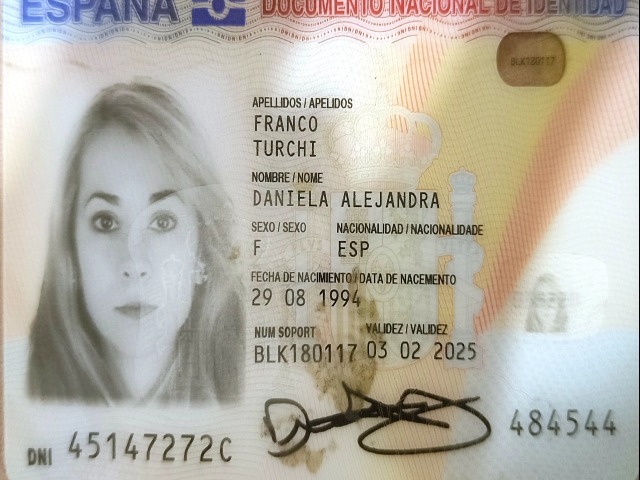 ESPAÑA
DOCUMENTO NACIONAL DE IDENTIDAD
BLK180117
APELLIDOS / APELIDOS
FRANCO
TURCHI
NOMBRE / NOME
DANIELA ALEJANDRA
SEXO / SEXO NACIONALIDAD / NACIONALIDADE
F ESP
FECHA DE NACIMIENTO / DATA DE NACEMENTO
29 08 1994
NUM SOPORT VALIDEZ / VALIDEZ
BLK180117 03 02 2025
DNI 45147272C
484544